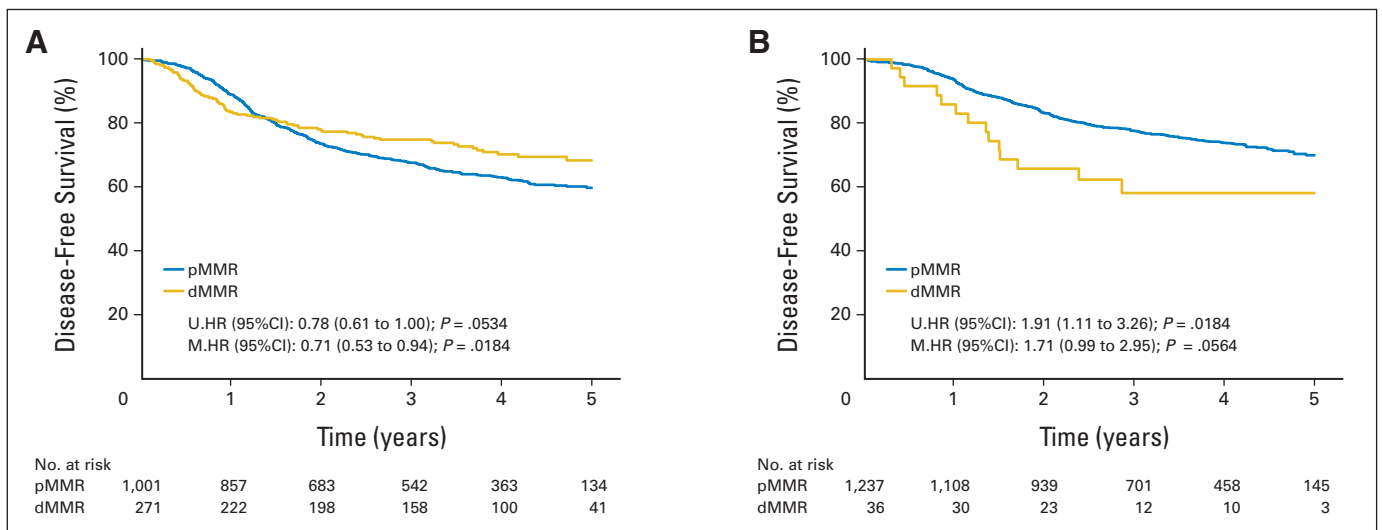 A
Disease-Free Survival (%)
100
80
60
40
20
0
1
2
3
4
5
pMMR
dMMR
U.HR (95%CI): 0.78 (0.61 to 1.00); P = .0534
M.HR (95%CI): 0.71 (0.53 to 0.94); P = .0184
Time (years)
No. at risk
pMMR 1,001 857 683 542 363 134
dMMR 271 222 198 158 100 41
B
Disease-Free Survival (%)
100
80
60
40
20
0
1
2
3
4
5
pMMR
dMMR
U.HR (95%CI): 1.91 (1.11 to 3.26); P = .0184
M.HR (95%CI): 1.71 (0.99 to 2.95); P = .0564
Time (years)
No. at risk
pMMR 1,237 1,108 939 701 458 145
dMMR 36 30 23 12 10 3